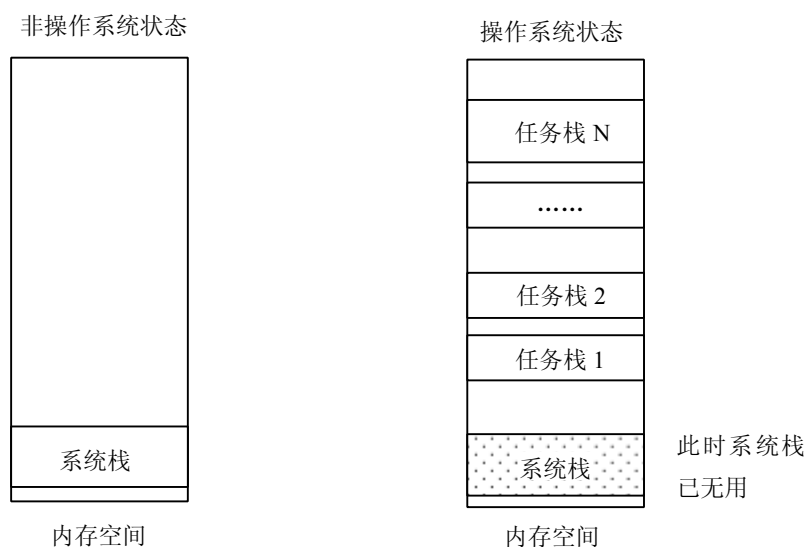 非操作系统状态
系统栈
内存空间
操作系统状态
任务栈 N
……
任务栈 2
任务栈 1
系统栈
此时系统栈
已无用
内存空间